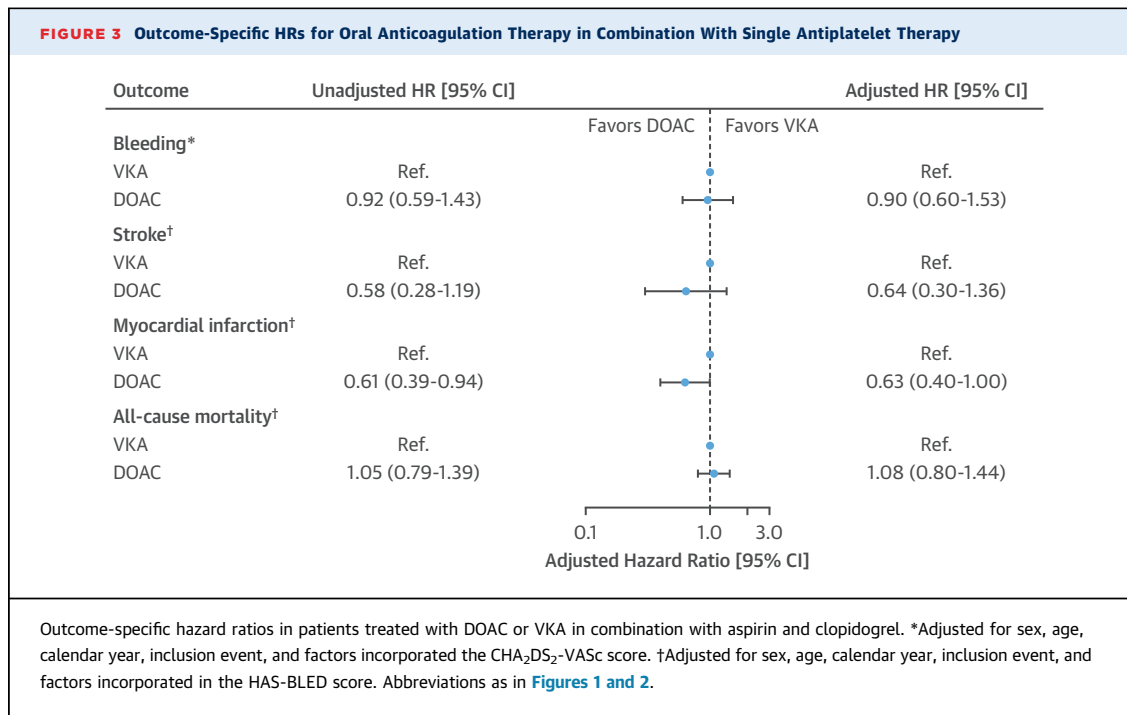 FIGURE 3 Outcome-Specific HRs for Oral Anticoagulation Therapy in Combination With Single Antiplatelet Therapy
Outcome Unadjusted HR [95% CI] Adjusted HR [95% CI]
Favors DOAC Favors VKA
Bleeding*
VKA Ref. Ref.
DOAC 0.92 (0.59-1.43) 0.90 (0.60-1.53)
Stroke†
VKA Ref. Ref.
DOAC 0.58 (0.28-1.19) 0.64 (0.30-1.36)
Myocardial infarction†
VKA Ref. Ref.
DOAC 0.61 (0.39-0.94) 0.63 (0.40-1.00)
All-cause mortality†
VKA Ref. Ref.
DOAC 1.05 (0.79-1.39) 1.08 (0.80-1.44)
0.1 1.0 3.0
Adjusted Hazard Ratio [95% CI]
Outcome-specific hazard ratios in patients treated with DOAC or VKA in combination with aspirin and clopidogrel. *Adjusted for sex, age,
calendar year, inclusion event, and factors incorporated the CHA₂DS₂-VASc score. †Adjusted for sex, age, calendar year, inclusion event, and
factors incorporated in the HAS-BLED score. Abbreviations as in Figures 1 and 2.